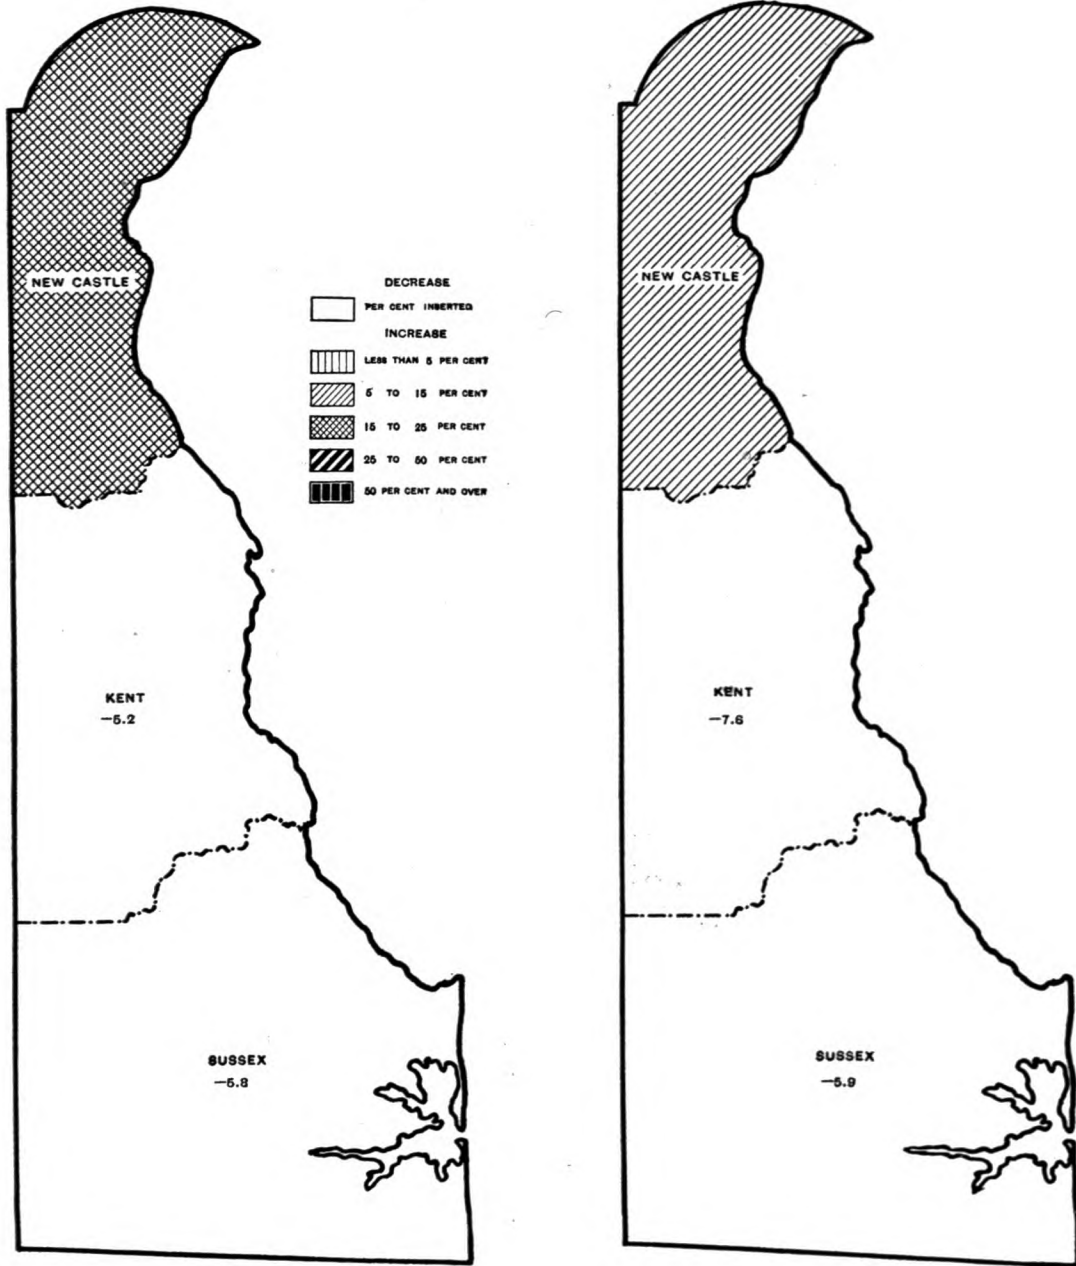 NEW CASTLE
KENT
—5.2
SUSSEX
—5.8
DECREASE
PER CENT INSERTED
INCREASE
LESS THAN 5 PER CENT
5 TO 15 PER CENT
15 TO 25 PER CENT
25 TO 50 PER CENT
50 PER CENT AND OVER
NEW CASTLE
KENT
—7.6
SUSSEX
—5.9